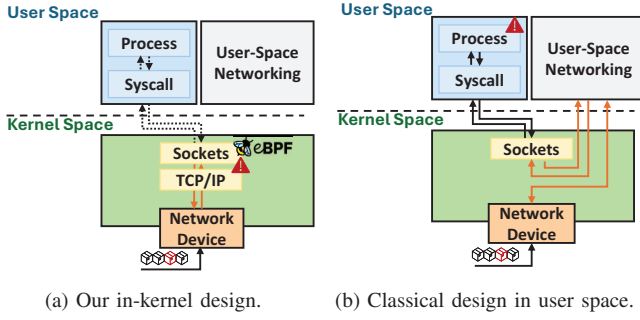 User Space
Process
Syscall
User-Space
Networking
Kernel Space
eBPF
Sockets
TCP/IP
Network
Device
(a) Our in-kernel design.
User Space
Process
Syscall
User-Space
Networking
Kernel Space
Sockets
Network
Device
(b) Classical design in user space.